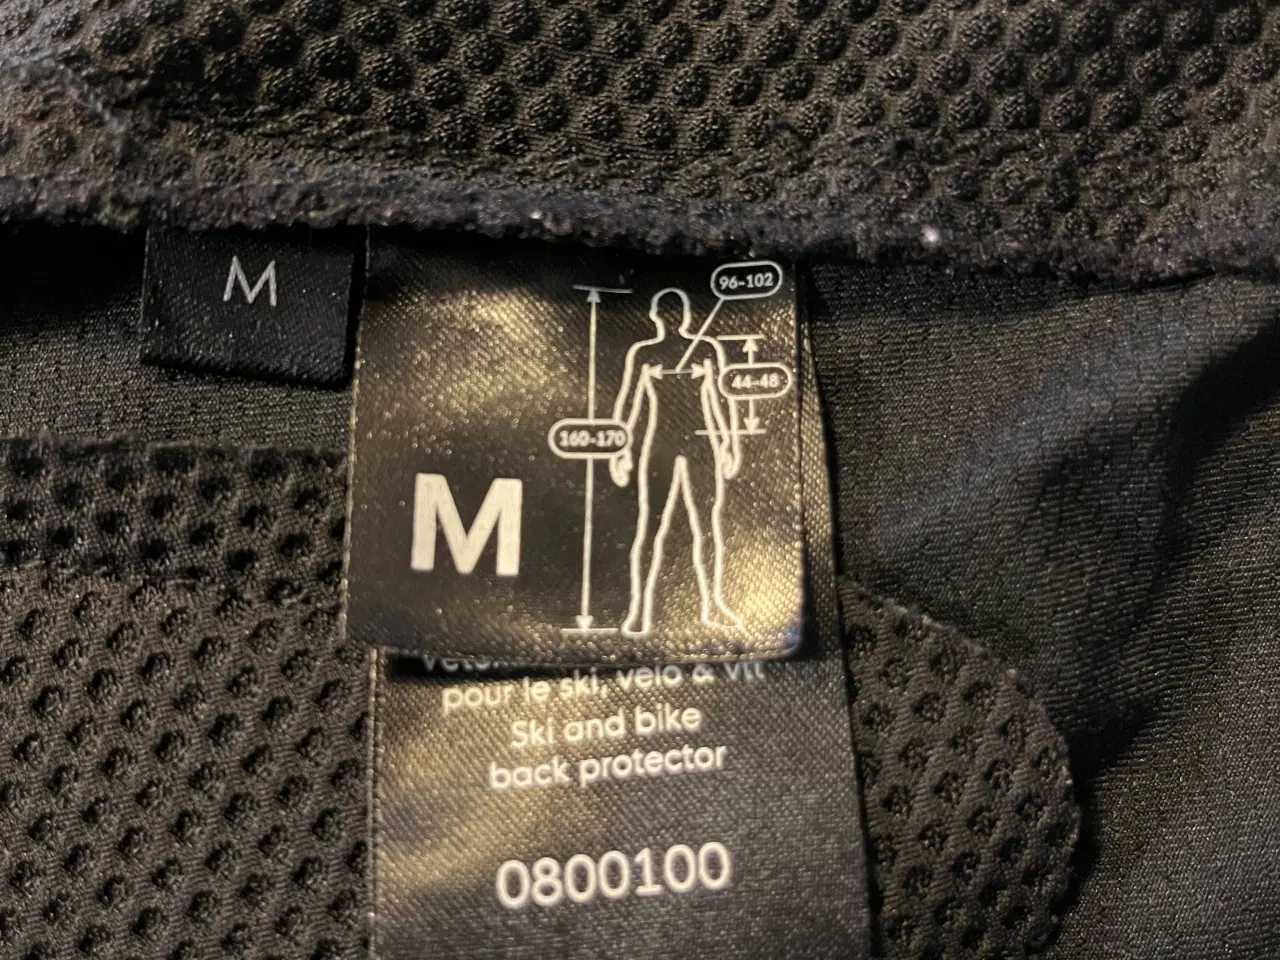 M
96-102
44-48
160-170
M
pour le ski, vélo & vtt
Ski and bike
back protector
0800100